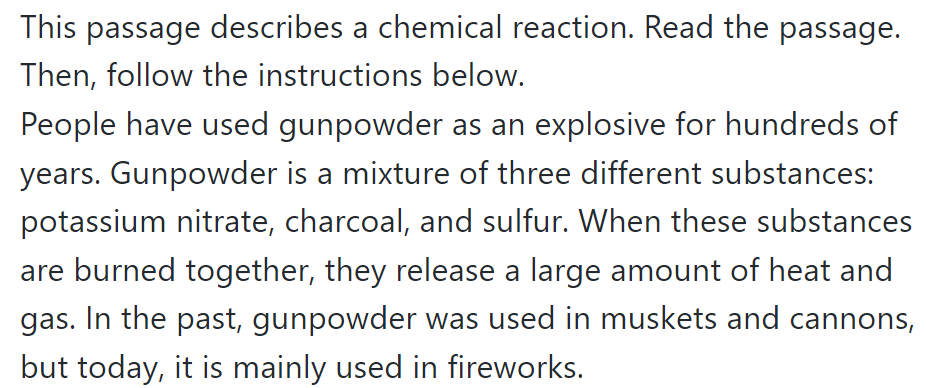 This passage describes a chemical reaction. Read the passage.
Then, follow the instructions below.
People have used gunpowder as an explosive for hundreds of
years. Gunpowder is a mixture of three different substances:
potassium nitrate, charcoal, and sulfur. When these substances
are burned together, they release a large amount of heat and
gas. In the past, gunpowder was used in muskets and cannons,
but today, it is mainly used in fireworks.